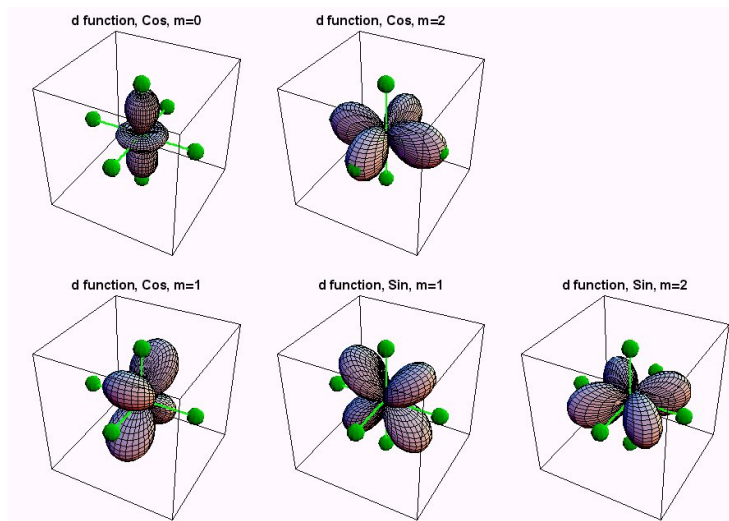 d function, Cos, m=0
d function, Cos, m=2
d function, Cos, m=1
d function, Sin, m=1
d function, Sin, m=2